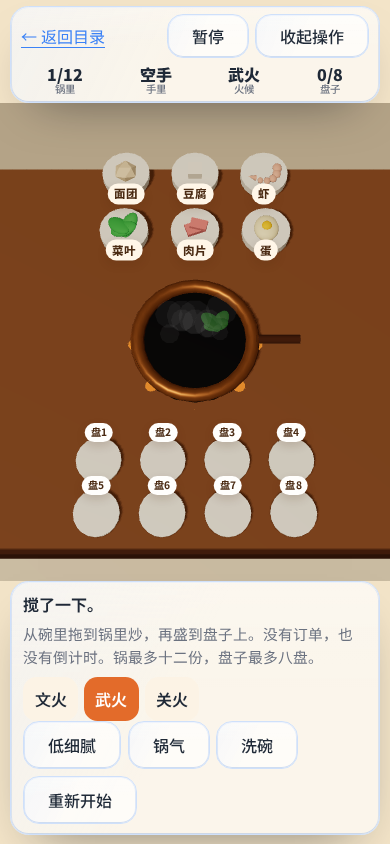 ← 返回目录
暂停
收起操作
1/12
空手
武火
0/8
锅里
手里
火候
盘子
面团
豆腐
虾
菜叶
肉片
蛋
盘1
盘2
盘3
盘4
盘5
盘6
盘7
盘8
搅了一下。
从碗里拖到锅里炒，再盛到盘子上。没有订单，也
没有倒计时。锅最多十二份，盘子最多八盘。
文火
武火
关火
低细腻
锅气
洗碗
重新开始